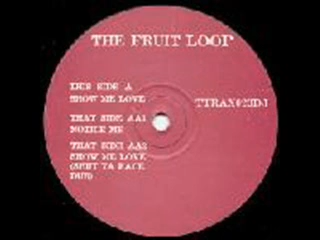 THE FRUIT LOOP
THIS SIDE A
SHOW ME LOVE
THAT SIDE AA1
NOTICE ME
THAT SIDE AA2
SHOW ME LOVE
DUB)